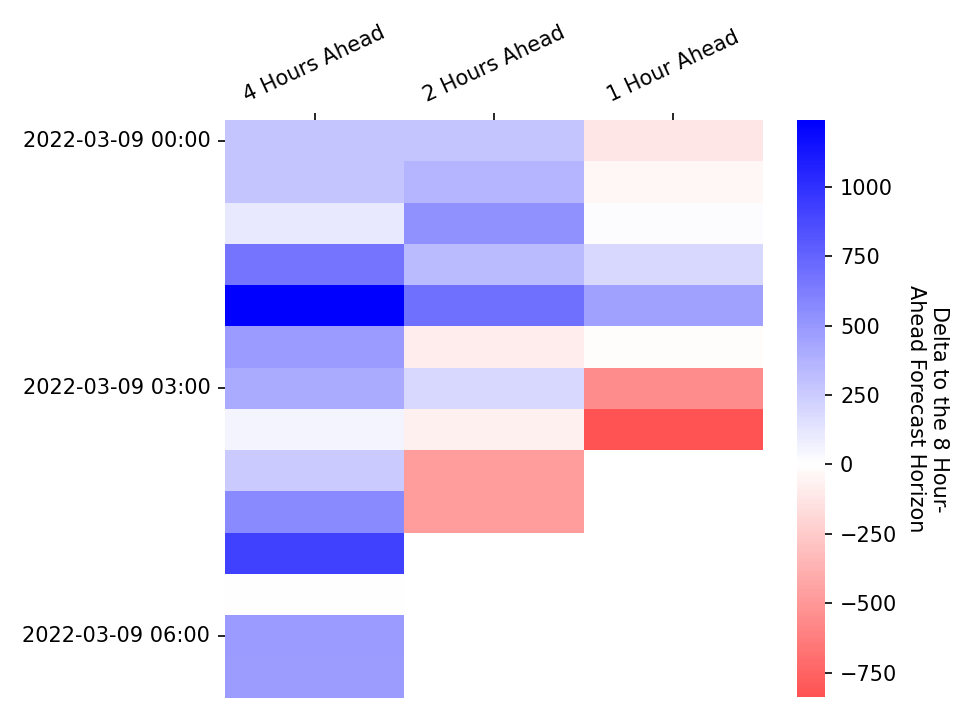 4 Hours Ahead
2 Hours Ahead
1 Hour Ahead
2022-03-09 00:00
2022-03-09 03:00
2022-03-09 06:00
1000
750
500
250
0
−250
−500
−750
Delta to the 8 Hour-
Ahead Forecast Horizon